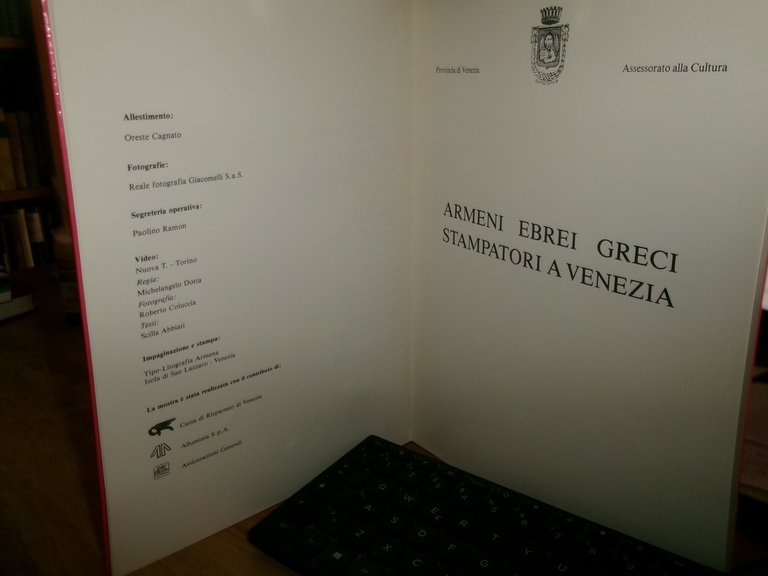 Allestimento:
Oreste Cagnato
Fotografie:
Reale fotografia Giacomelli S.a.S.
Segreteria operativa:
Paolino Ramon
Video:
Nuova T. - Torino
Regia:
Michelangelo Dotta
Fotografia:
Roberto Coluccia
Testi:
Scilla Abbiati
Impaginazione e stampa:
Tipo-Litografia Armena
Isola di San Lazzaro - Venezia
La mostra è stata realizzata con il contributo di:
Cassa di Risparmio di Venezia
Alluminia S.p.A.
Assicurazioni Generali
Provincia di Venezia
Assessorato alla Cultura
ARMENI EBREI GRECI
STAMPATORI A VENEZIA
Q W E R T Y U
A S D F G
Z X C